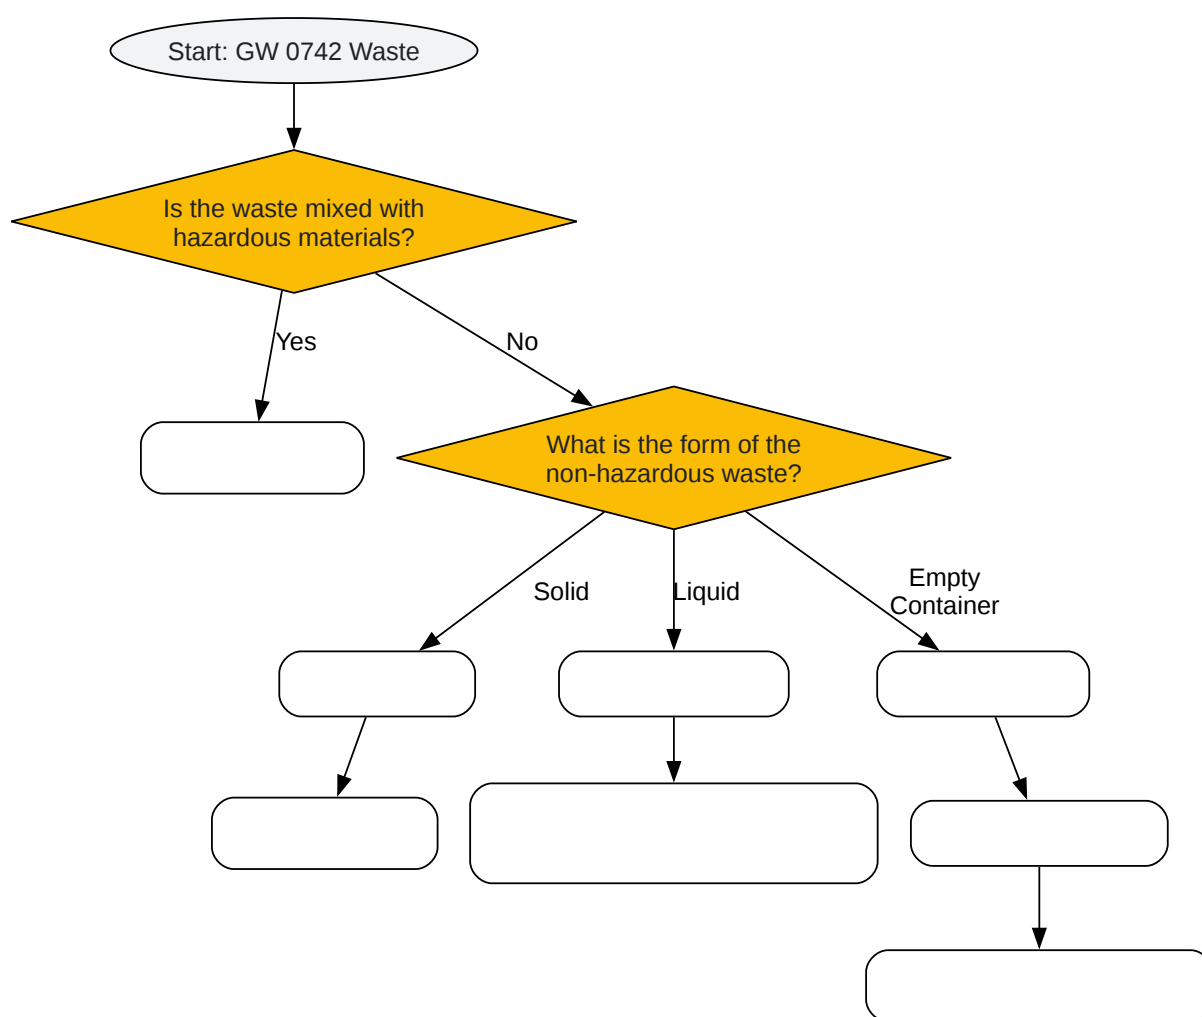 Start: GW 0742 Waste
Is the waste mixed with
hazardous materials?
Yes
No
What is the form of the
non-hazardous waste?
Solid
Liquid
Empty
Container